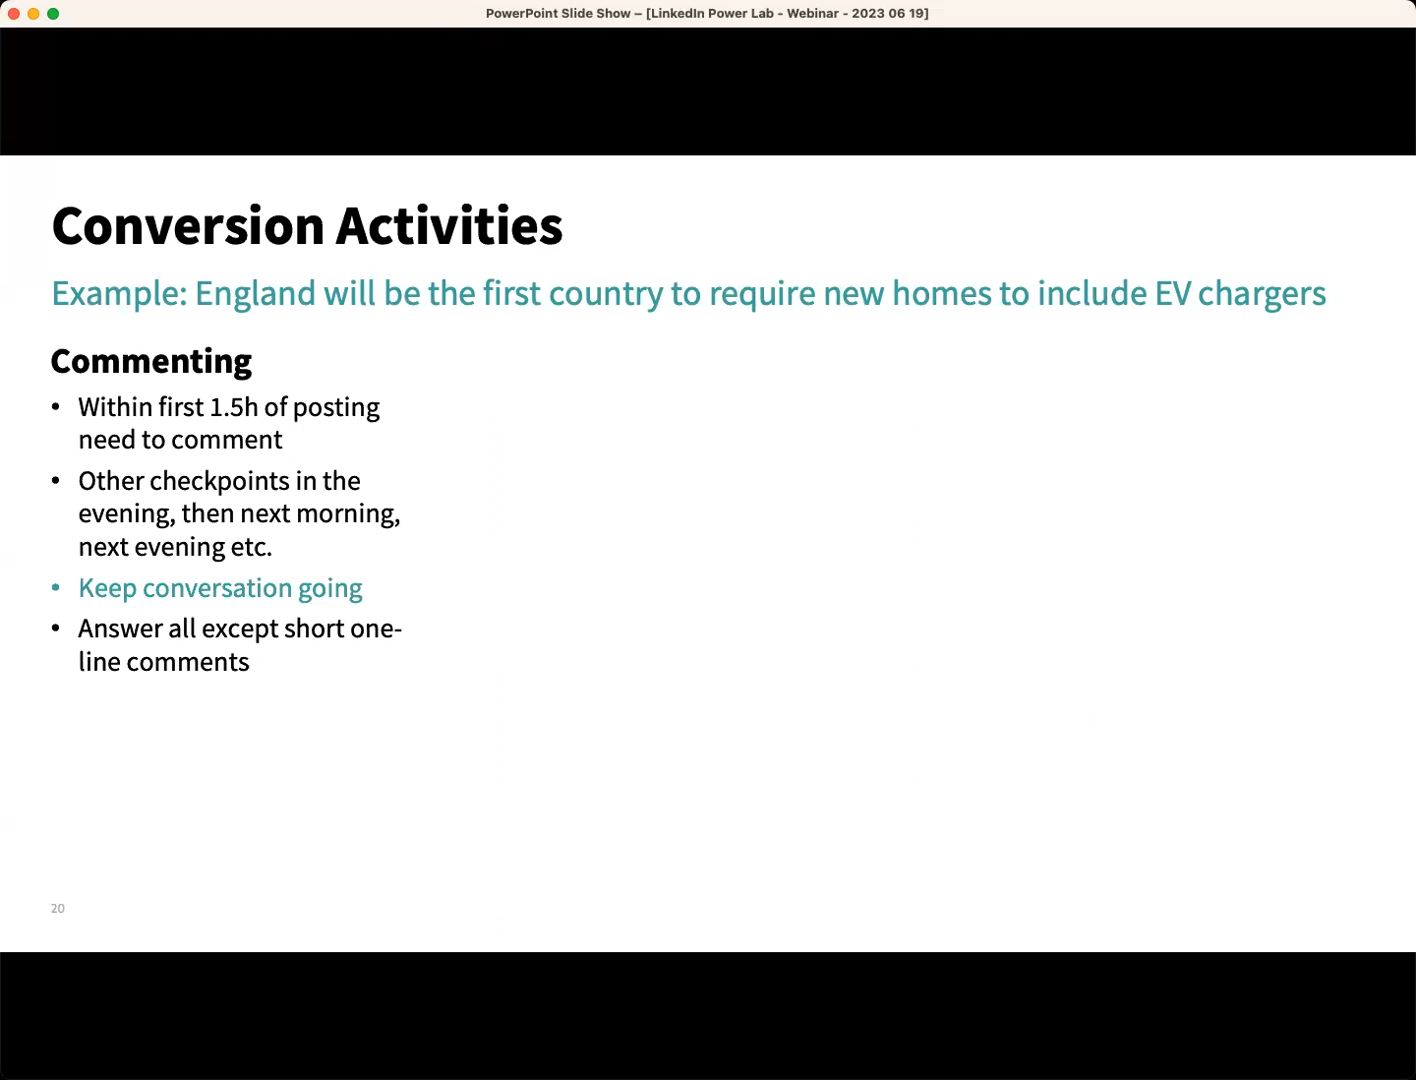 PowerPoint Slide Show – [LinkedIn Power Lab - Webinar - 2023 06 19]
Conversion Activities
Example: England will be the first country to require new homes to include EV chargers
Commenting
• Within first 1.5h of posting
need to comment
• Other checkpoints in the
evening, then next morning,
next evening etc.
• Keep conversation going
• Answer all except short one-
line comments
20